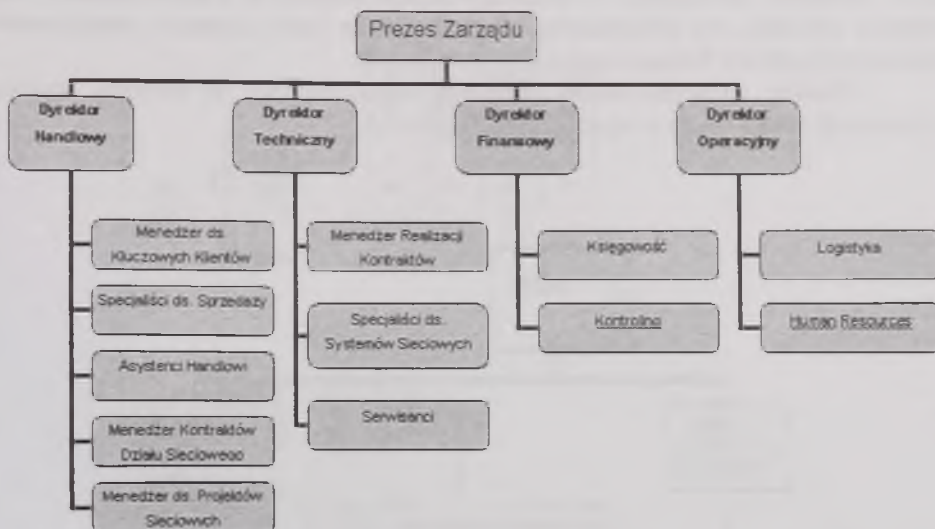 Prezes Zarządu
Dyrektor
Handlowy
Menedżer ds.
Kluczowych Klientów
Specjaliści ds. Sprzedaży
Asystenci Handlowi
Menedżer Kontraktów
Działu Sieciowego
Menedżer ds. Projektów
Sieciowych
Dyrektor
Techniczny
Menedżer Realizacji
Kontraktów
Specjaliści ds.
Systemów Sieciowych
Serwisanci
Dyrektor
Finansowy
Księgowość
Kontroling
Dyrektor
Operacyjny
Logistyka
Human Resources